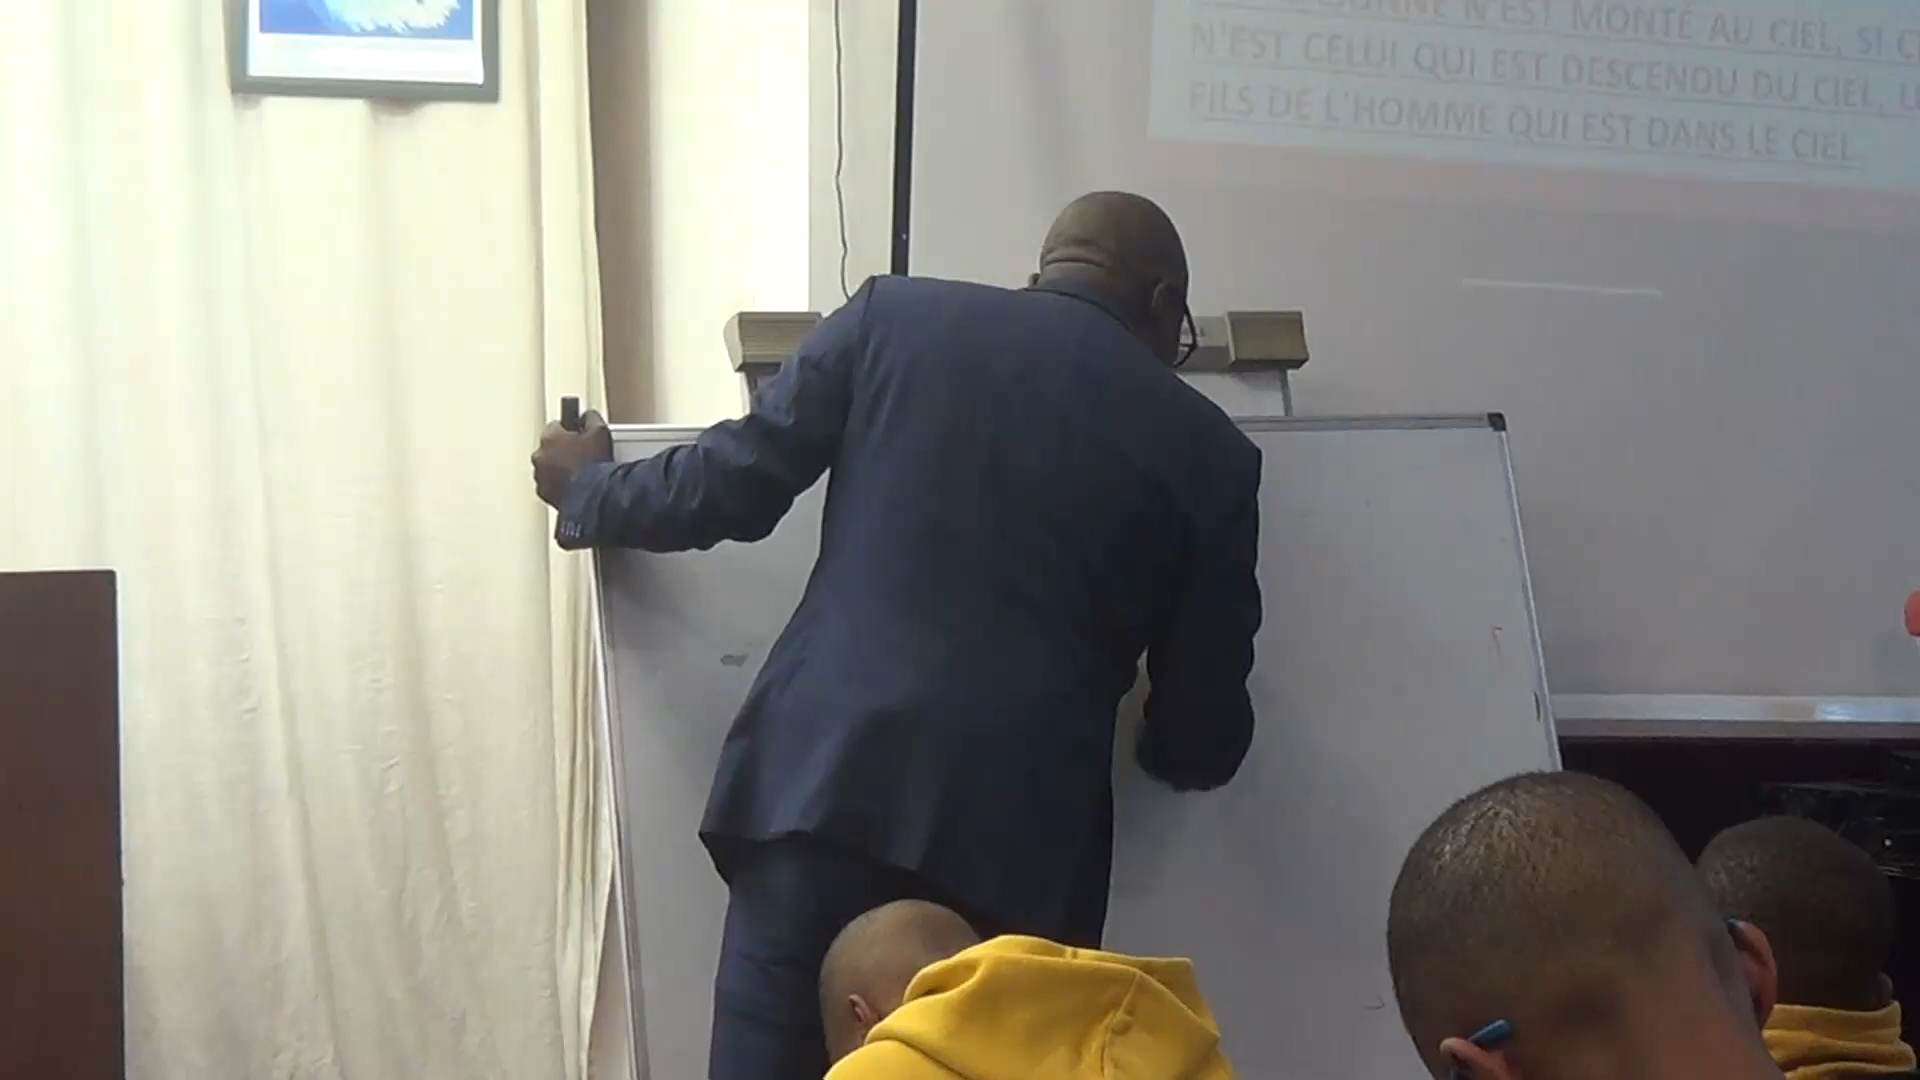 N'EST MONTÉ AU CIEL, SI
N'EST CELUI QUI EST DESCENDU DU CIEL,
FILS DE L'HOMME QUI EST DANS LE CIEL.